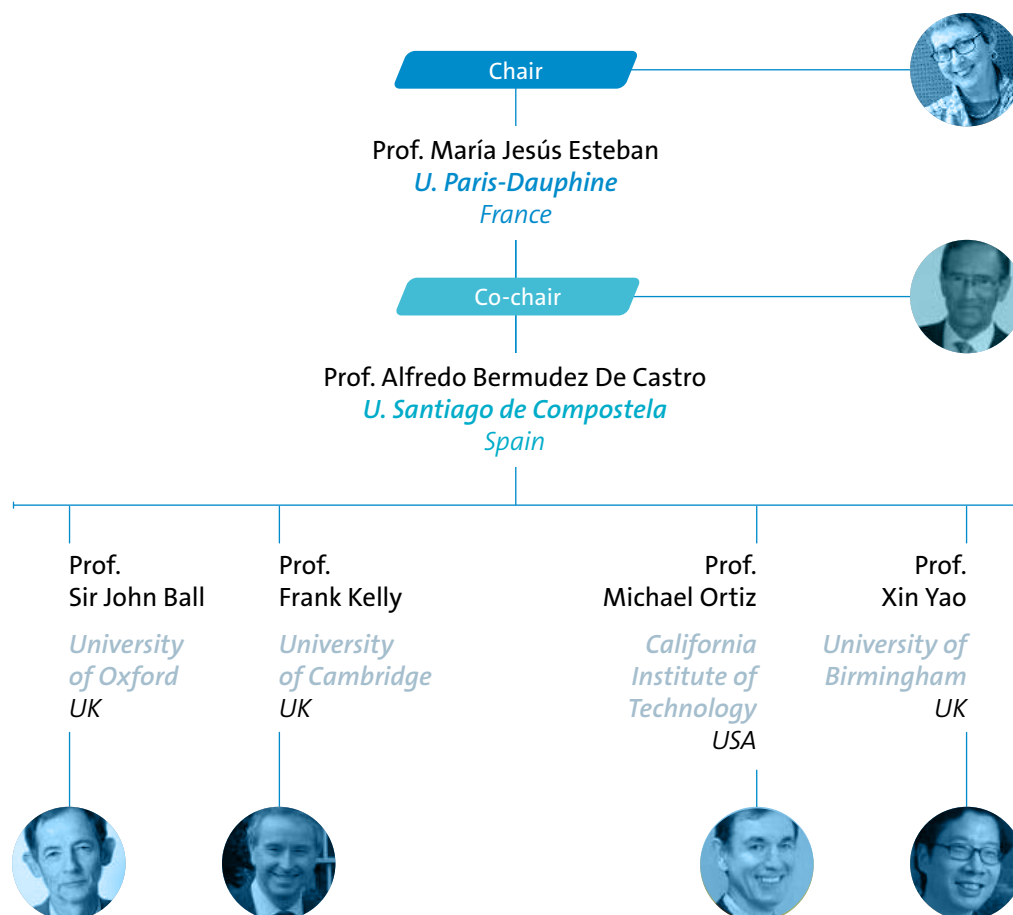 Chair
Prof. María Jesús Esteban
U. Paris-Dauphine
France
Co-chair
Prof. Alfredo Bermudez De Castro
U. Santiago de Compostela
Spain
Prof.
Sir John Ball
University
of Oxford
UK
Prof.
Frank Kelly
University
of Cambridge
UK
Prof.
Michael Ortiz
California
Institute of
Technology
USA
Prof.
Xin Yao
University of
Birmingham
UK